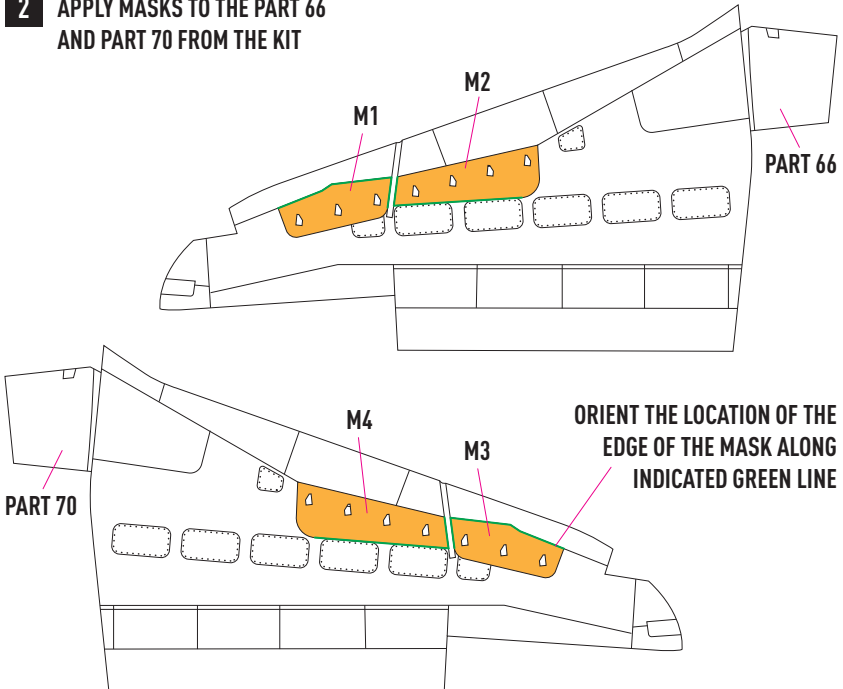 2 APPLY MASKS TO THE PART 66
AND PART 70 FROM THE KIT
M2
M1
PART 66
M4
M3
ORIENT THE LOCATION OF THE
EDGE OF THE MASK ALONG
INDICATED GREEN LINE
PART 70